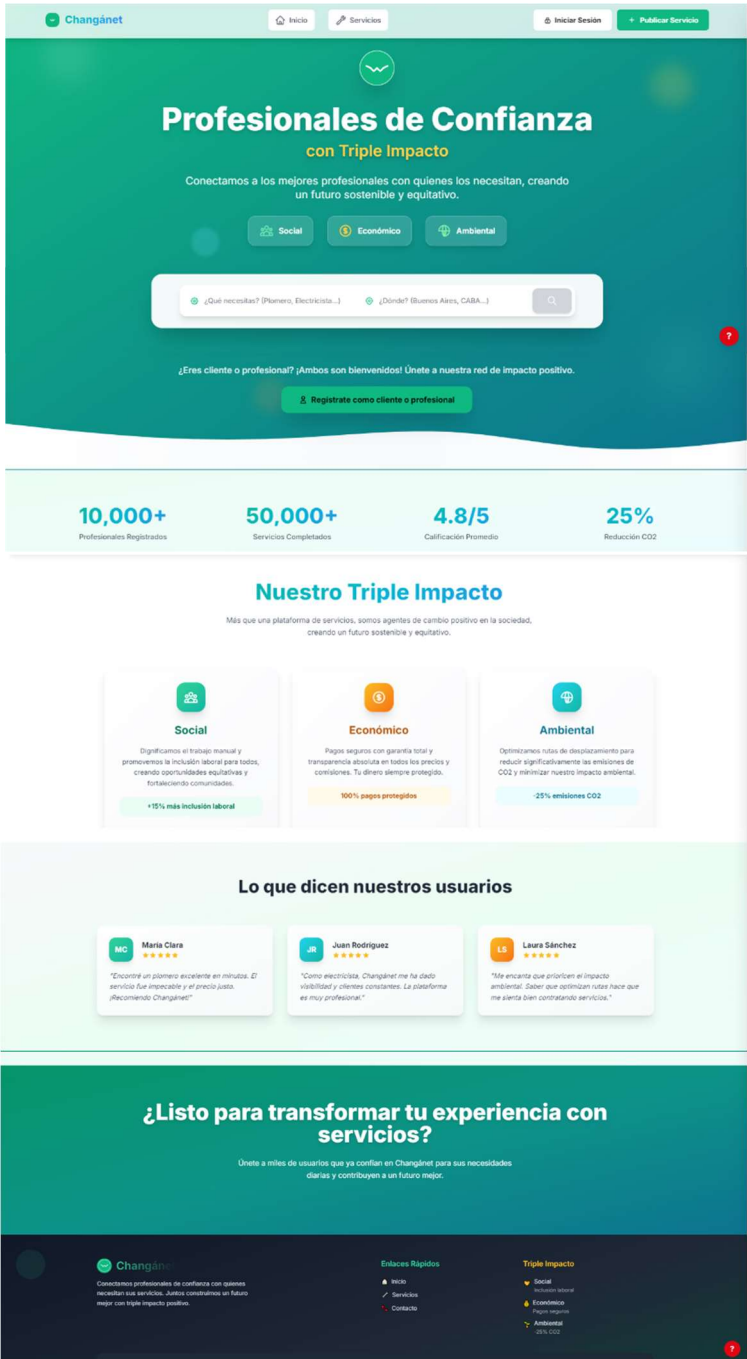 Changánet
Inicio
Servicios
Iniciar Sesión
+ Publicar Servicio
Profesionales de Confianza
con Triple Impacto
Conectamos a los mejores profesionales con quienes los necesitan, creando
un futuro sostenible y equitativo.
Social
Económico
Ambiental
¿Qué necesitas? (Plomero, Electricista...)
¿Dónde? (Buenos Aires, CABA...)
?
¿Eres cliente o profesional? ¡Ambos son bienvenidos! Únete a nuestra red de impacto positivo.
Regístrate como cliente o profesional
10,000+
Profesionales Registrados
50,000+
Servicios Completados
4.8/5
Calificación Promedio
25%
Reducción CO2
Nuestro Triple Impacto
Más que una plataforma de servicios, somos agentes de cambio positivo en la sociedad,
creando un futuro sostenible y equitativo.
Social
Dignificamos el trabajo manual y
promovemos la inclusión laboral para todos,
creando oportunidades equitativas y
fortaleciendo comunidades.
+15% más inclusión laboral
Económico
Pagos seguros con garantía total y
transparencia absoluta en todos los precios y
comisiones. Tu dinero siempre protegido.
100% pagos protegidos
Ambiental
Optimizamos rutas de desplazamiento para
reducir significativamente las emisiones de
CO2 y minimizar nuestro impacto ambiental.
-25% emisiones CO2
Lo que dicen nuestros usuarios
MC
María Clara
"Encontré un plomero excelente en minutos. El
servicio fue impecable y el precio justo.
¡Recomiendo Changánet!"
JR
Juan Rodríguez
"Como electricista, Changánet me ha dado
visibilidad y clientes constantes. La plataforma
es muy profesional."
LS
Laura Sánchez
"Me encanta que prioricen el impacto
ambiental. Saber que optimizan rutas hace que
me sienta bien contratando servicios."
¿Listo para transformar tu experiencia con
servicios?
Únete a miles de usuarios que ya confían en Changánet para sus necesidades
diarias y contribuyen a un futuro mejor.
Changáne
Conectamos profesionales de confianza con quienes
necesitan sus servicios. Juntos construimos un futuro
mejor con triple impacto positivo.
Enlaces Rápidos
Inicio
Servicios
Contacto
Triple Impacto
Social
Inclusión laboral
Económico
Pagos seguros
Ambiental
-25% CO2
?